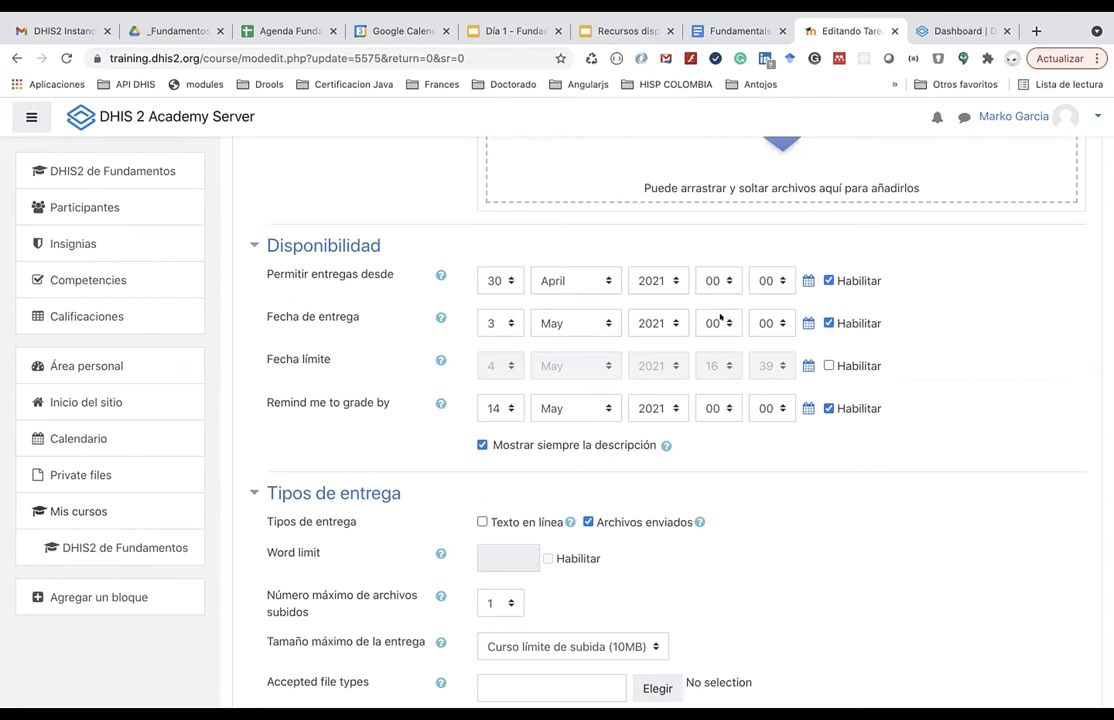 DHIS2 Instanc
_Fundamentos
Agenda Funda
Google Calen
Día 1 - Fundar
Recursos disp
Fundamentals
Editando Tare
Dashboard | D
training.dhis2.org/course/modedit.php?update=5575&return=0&sr=0
Actualizar
Aplicaciones
API DHIS
modules
Drools
Certificacion Java
Frances
Doctorado
Angularjs
HISP COLOMBIA
Antojos
»
Otros favoritos
Lista de lectura
DHIS 2 Academy Server
Marko Garcia
DHIS2 de Fundamentos
Participantes
Insignias
Competencies
Calificaciones
Área personal
Inicio del sitio
Calendario
Private files
Mis cursos
DHIS2 de Fundamentos
Agregar un bloque
Puede arrastrar y soltar archivos aquí para añadirlos
Disponibilidad
Permitir entregas desde ? 30 April 2021 00 00 Habilitar
Fecha de entrega ? 3 May 2021 00 00 Habilitar
Fecha límite ? 4 May 2021 16 39 Habilitar
Remind me to grade by ? 14 May 2021 00 00 Habilitar
Mostrar siempre la descripción ?
Tipos de entrega
Tipos de entrega Texto en línea ? Archivos enviados ?
Word limit ? Habilitar
Número máximo de archivos ? 1
subidos
Tamaño máximo de la entrega ? Curso límite de subida (10MB)
Accepted file types ? Elegir No selection